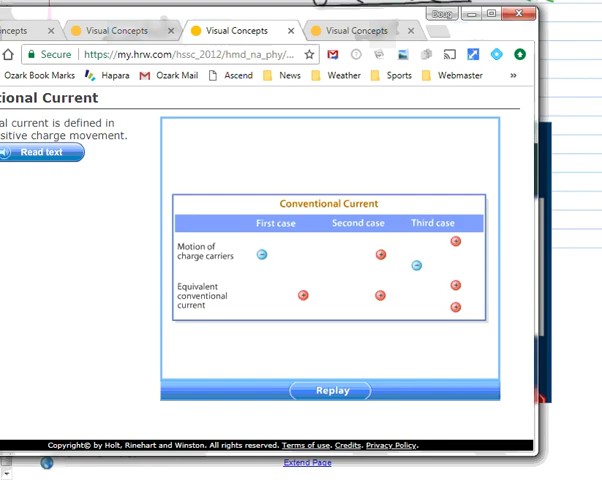 Doug
ncepts
Visual Concepts
Visual Concepts
Visual Concepts
Secure https://my.hrw.com/hssc_2012/hmd_na_phy/...
Ozark Book Marks Hapara Ozark Mail Ascend News Weather Sports Webmaster »
tional Current
al current is defined in
sitive charge movement.
Read text
Conventional Current
First case Second case Third case
Motion of
charge carriers
Equivalent
conventional
current
Replay
Copyright© by Holt, Rinehart and Winston. All rights reserved. Terms of use. Credits. Privacy Policy.
Extend Page